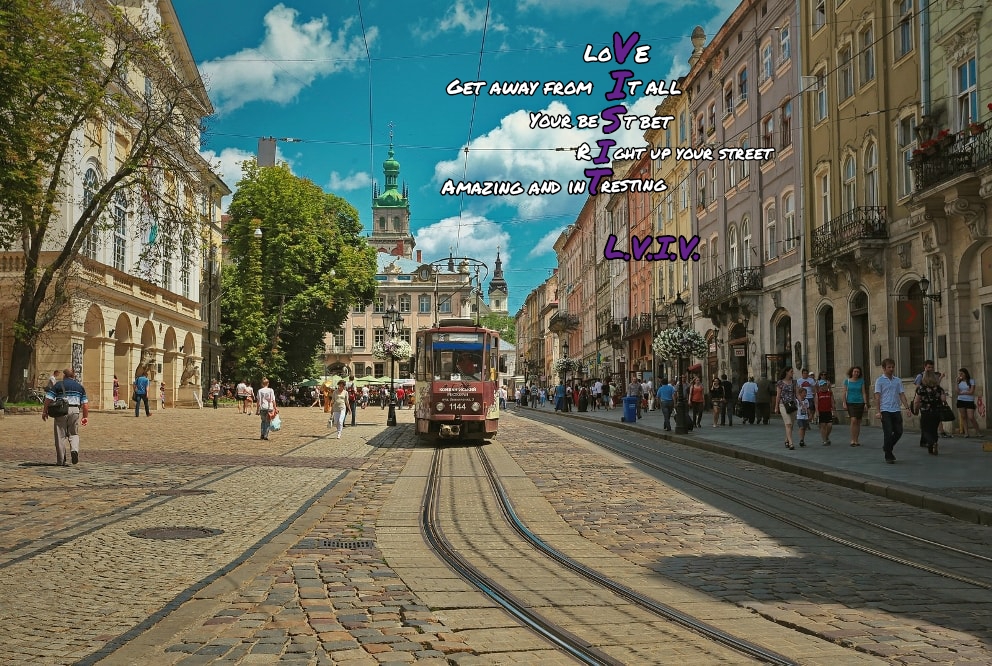 LOVE
GET AWAY FROM IT ALL
YOUR BEST BET
RIGHT UP YOUR STREET
AMAZING AND INTRESTING
L.V.I.V.
1144